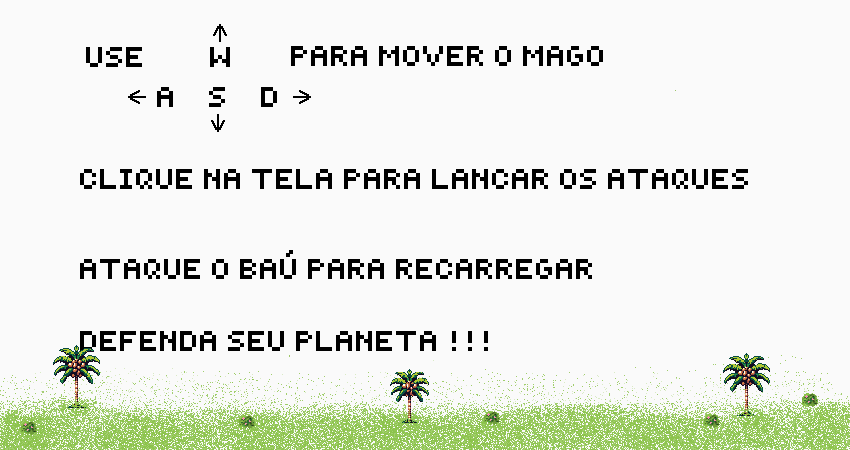 ↑
USE W PARA MOVER O MAGO
← A S D →
↓
CLIQUE NA TELA PARA LANCAR OS ATAQUES
ATAQUE O BAÚ PARA RECARREGAR
DEFENDA SEU PLANETA !!!